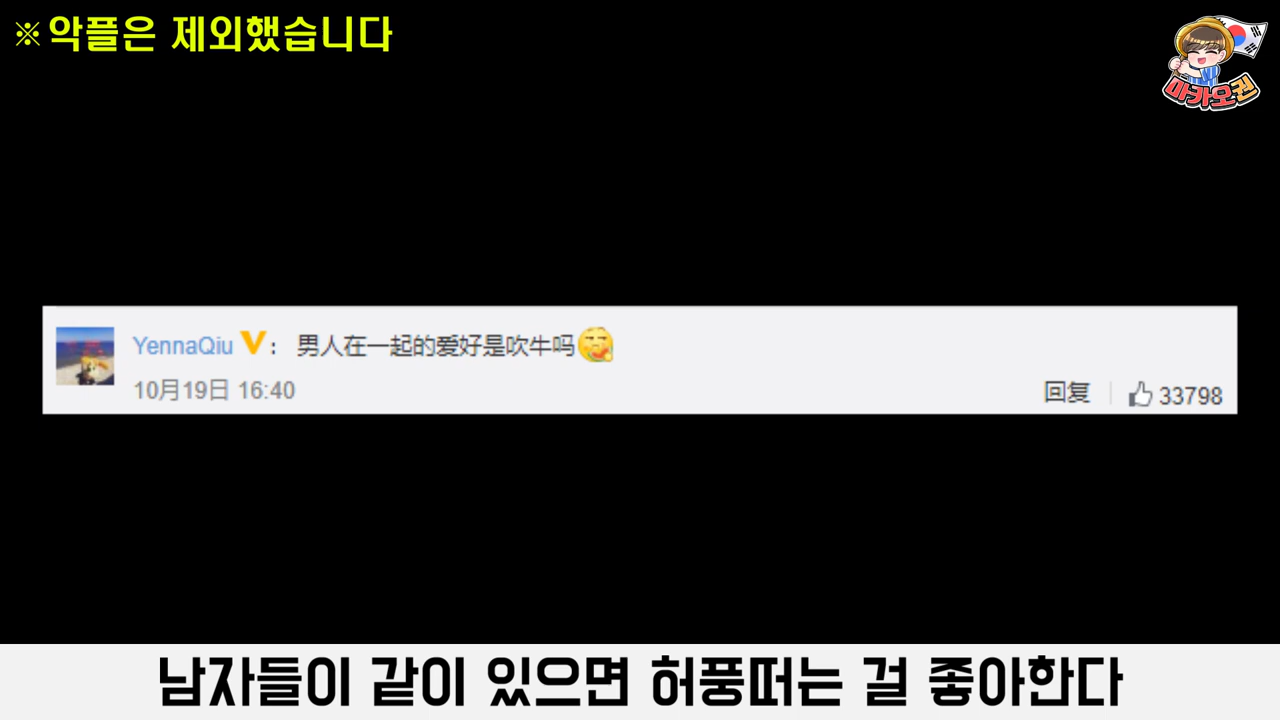 ※악플은 제외했습니다
마카오권
YennaQiu V : 男人在一起的爱好是吹牛吗
10月19日 16:40
回复 33798
남자들이 같이 있으면 허풍떠는 걸 좋아한다